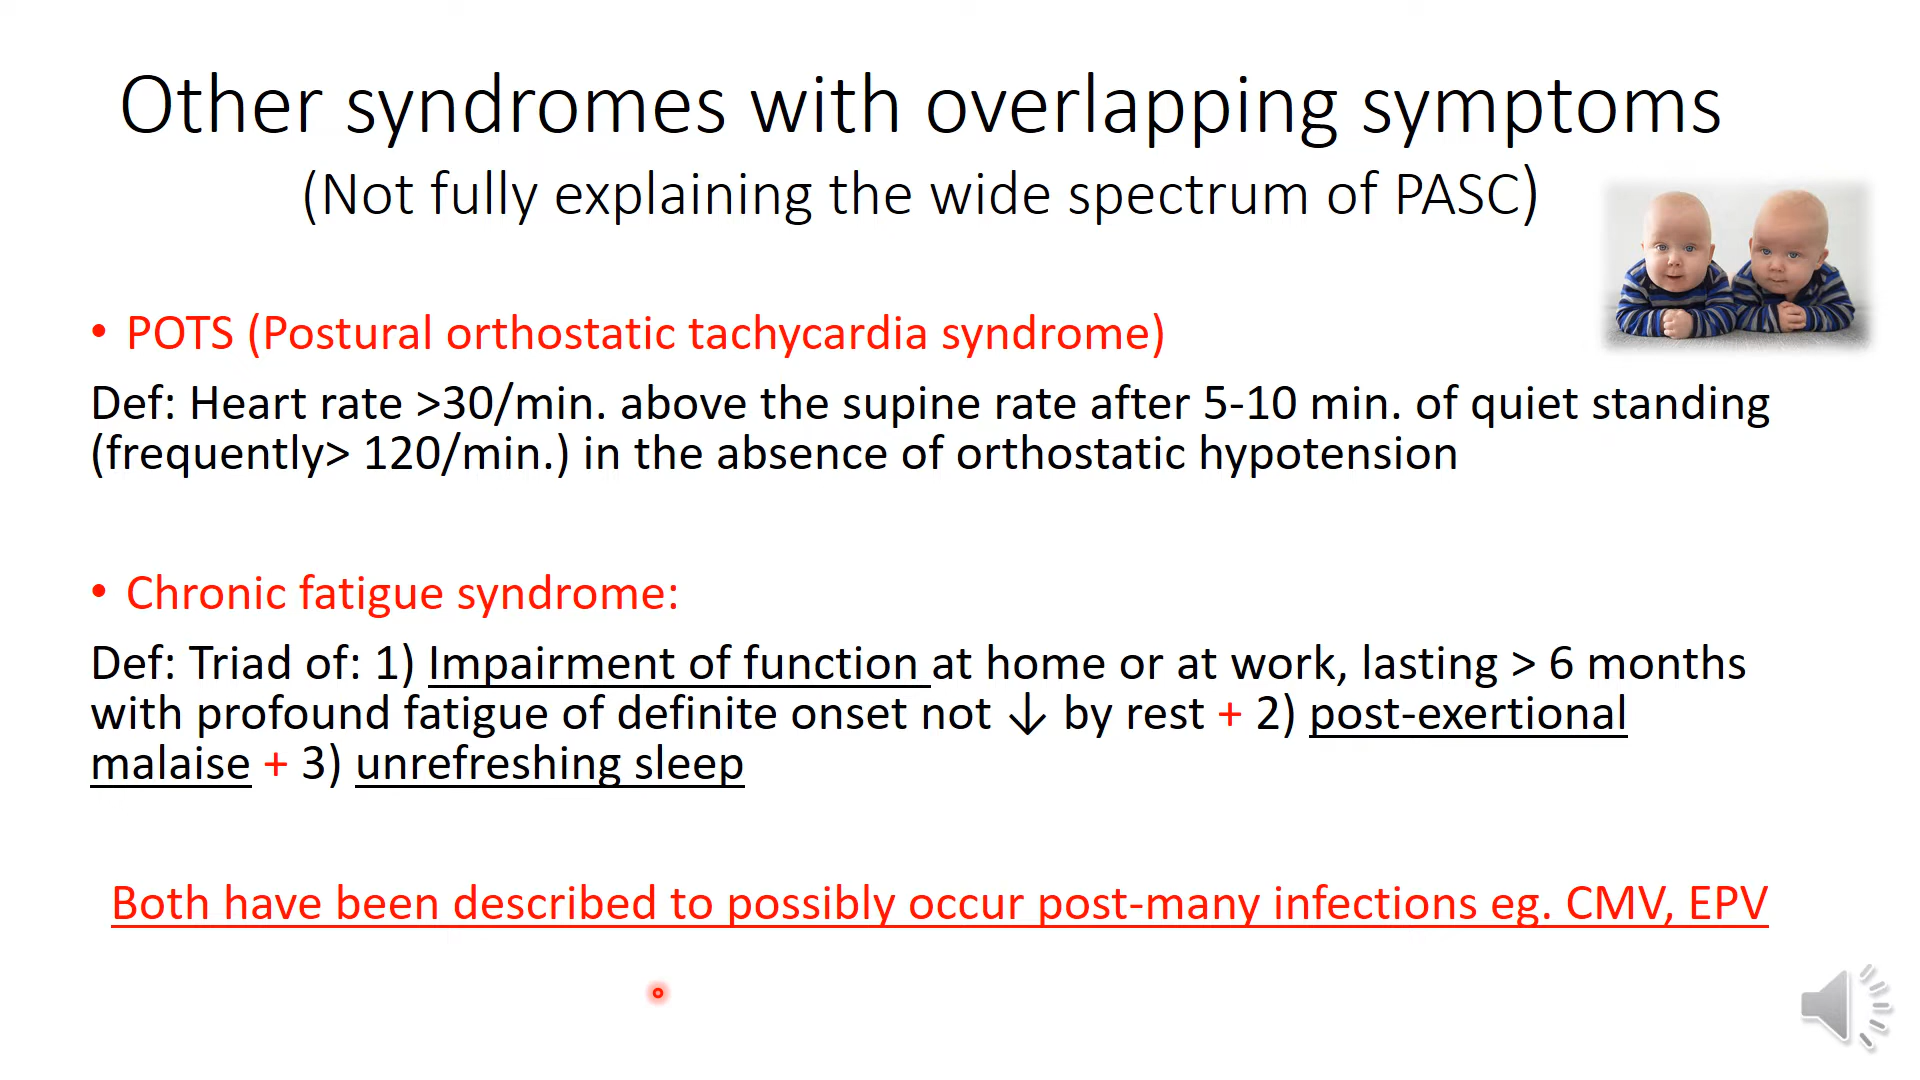 Other syndromes with overlapping symptoms
(Not fully explaining the wide spectrum of PASC)
• POTS (Postural orthostatic tachycardia syndrome)
Def: Heart rate >30/min. above the supine rate after 5-10 min. of quiet standing
(frequently> 120/min.) in the absence of orthostatic hypotension
• Chronic fatigue syndrome:
Def: Triad of: 1) Impairment of function at home or at work, lasting > 6 months
with profound fatigue of definite onset not ↓ by rest + 2) post-exertional
malaise + 3) unrefreshing sleep
Both have been described to possibly occur post-many infections eg. CMV, EPV